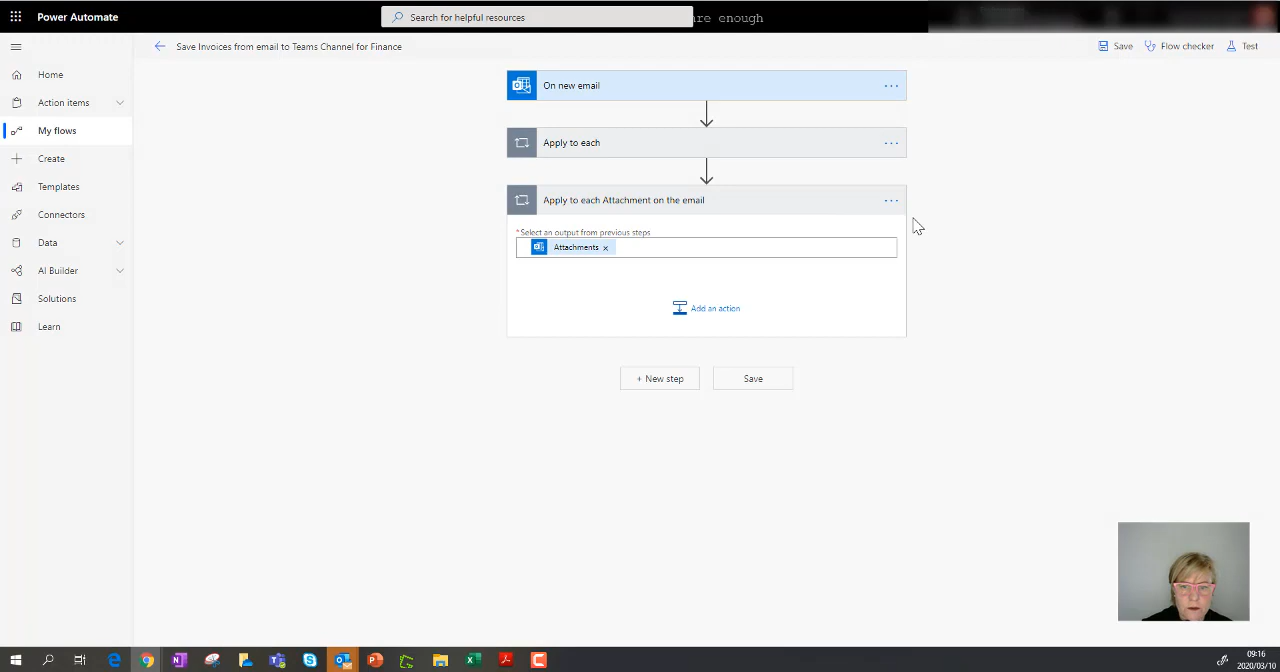 Power Automate
Search for helpful resources
re enough
Save Invoices from email to Teams Channel for Finance
Save
Flow checker
Test
Home
Action items
My flows
Create
Templates
Connectors
Data
AI Builder
Solutions
Learn
On new email
Apply to each
Apply to each Attachment on the email
*Select an output from previous steps
Attachments x
Add an action
+ New step
Save
09:16
2020/03/10